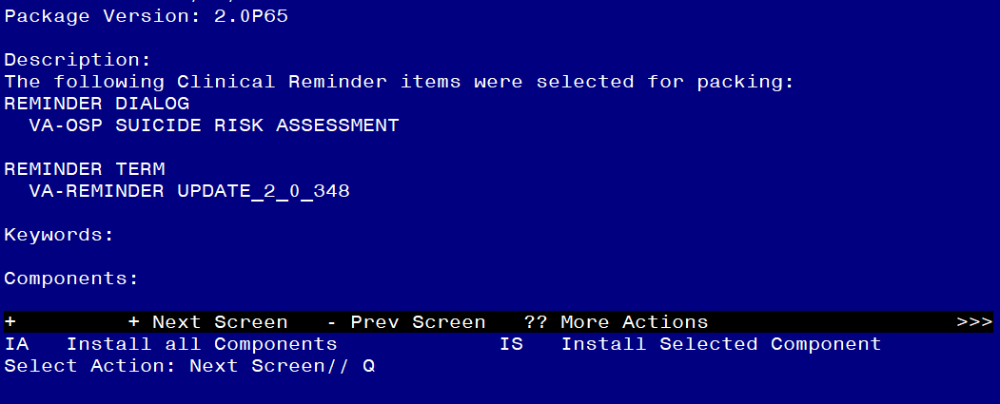 Package Version: 2.0P65
Description:
The following Clinical Reminder items were selected for packing:
REMINDER DIALOG
VA-OSP SUICIDE RISK ASSESSMENT
REMINDER TERM
VA-REMINDER UPDATE_2_0_348
Keywords:
Components:
+ + Next Screen - Prev Screen ?? More Actions >>>
IA Install all Components IS Install Selected Component
Select Action: Next Screen// Q